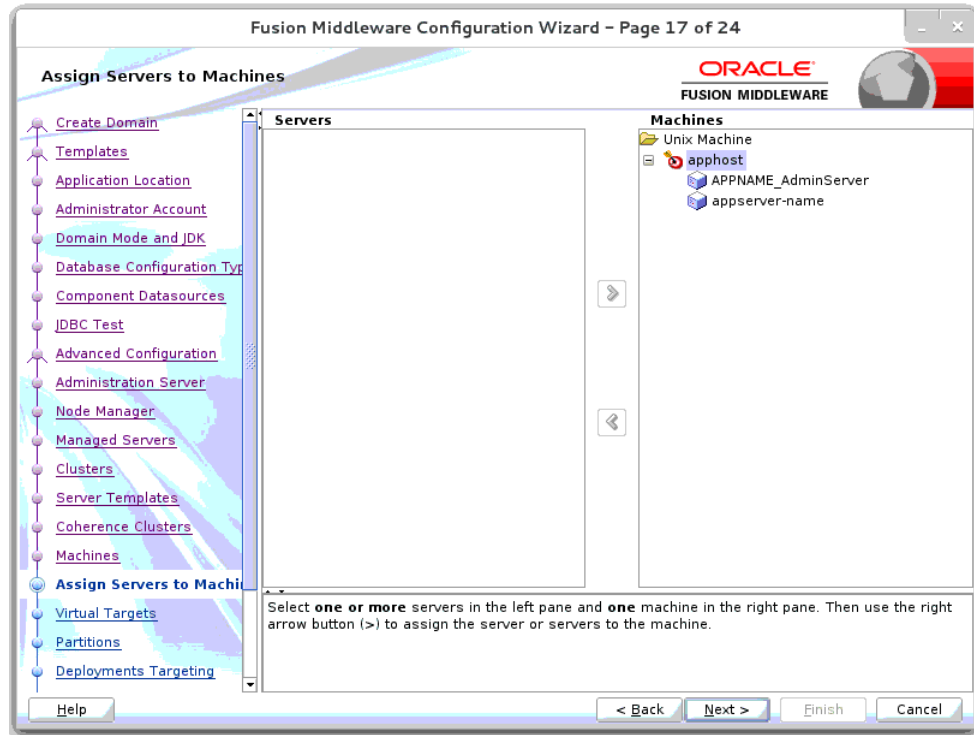 Fusion Middleware Configuration Wizard – Page 17 of 24
Assign Servers to Machines
ORACLE
FUSION MIDDLEWARE
Create Domain
Templates
Application Location
Administrator Account
Domain Mode and JDK
Database Configuration Typ
Component Datasources
JDBC Test
Advanced Configuration
Administration Server
Node Manager
Managed Servers
Clusters
Server Templates
Coherence Clusters
Machines
Assign Servers to Machi
Virtual Targets
Partitions
Deployments Targeting
Servers
Machines
Unix Machine
apphost
APPNAME_AdminServer
appserver-name
Select one or more servers in the left pane and one machine in the right pane. Then use the right
arrow button (>) to assign the server or servers to the machine.
Help
< Back
Next >
Finish
Cancel